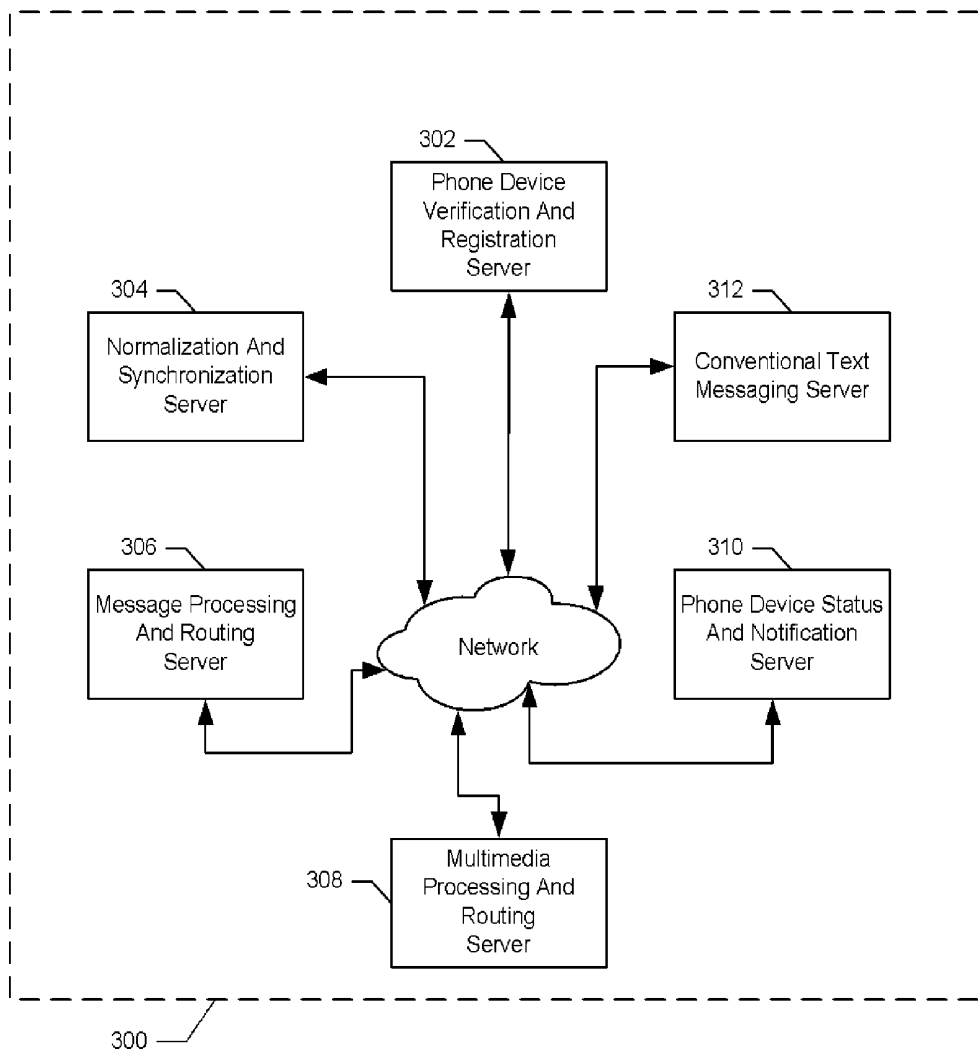 302
Phone Device
Verification And
Registration
Server
304
Normalization And
Synchronization
Server
312
Conventional Text
Messaging Server
306
Message Processing
And Routing
Server
Network
310
Phone Device Status
And Notification
Server
308
Multimedia
Processing And
Routing
Server
300